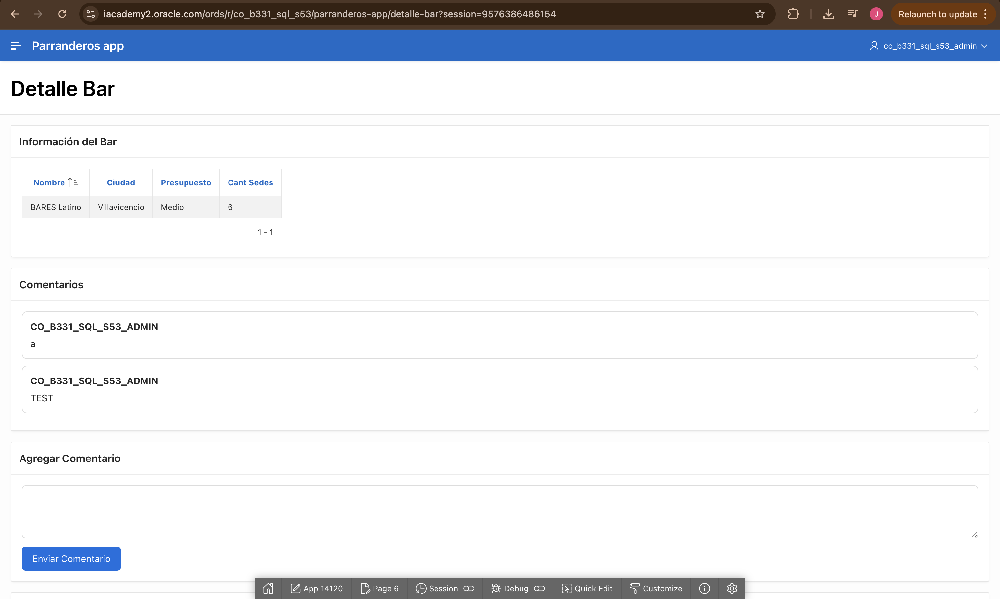 iacademy2.oracle.com/ords/r/co_b331_sql_s53/parranderos-app/detalle-bar?session=9576386486154
J
Relaunch to update
Parranderos app
co_b331_sql_s53_admin
Detalle Bar
Información del Bar
Nombre Ciudad Presupuesto Cant Sedes
BARES Latino Villavicencio Medio 6
1 - 1
Comentarios
CO_B331_SQL_S53_ADMIN
a
CO_B331_SQL_S53_ADMIN
TEST
Agregar Comentario
Enviar Comentario
App 14120 Page 6 Session Debug Quick Edit Customize